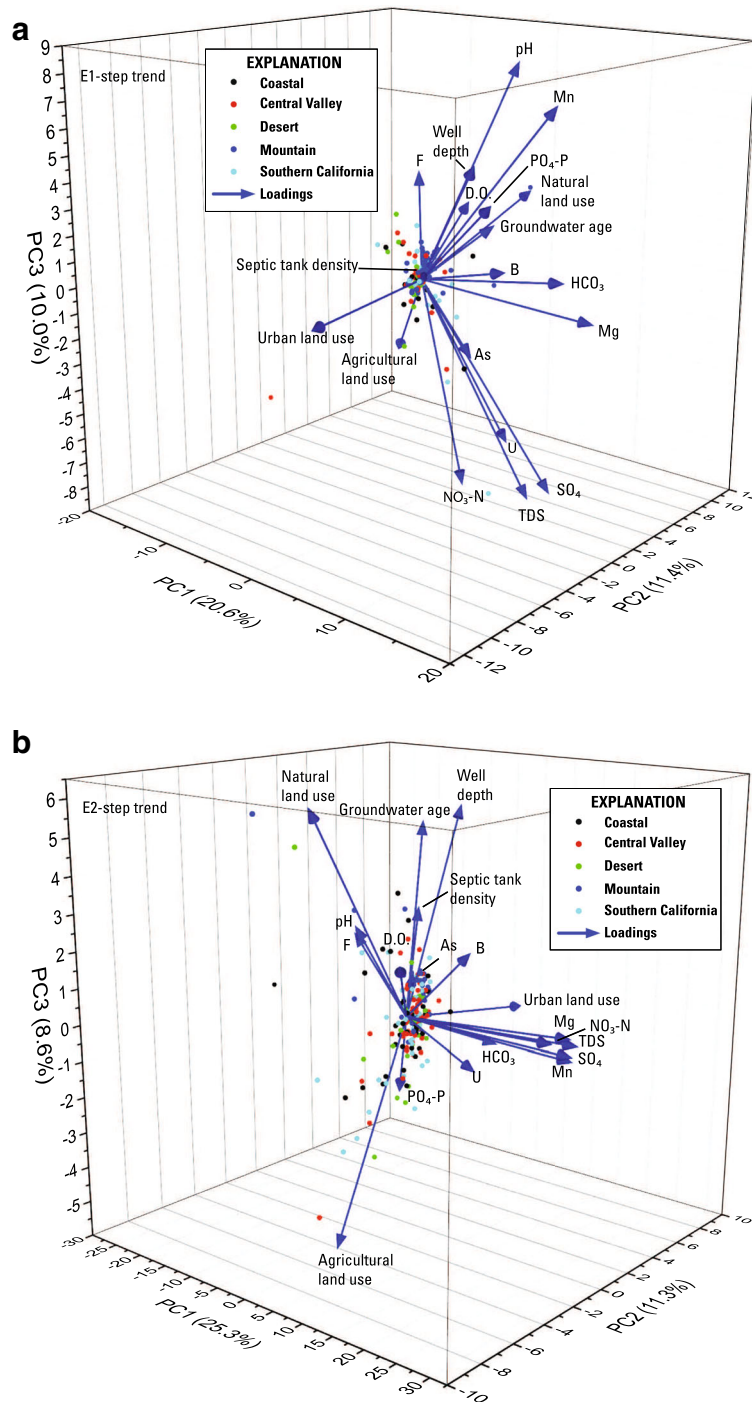 a
E1-step trend
EXPLANATION
Coastal
Central Valley
Desert
Mountain
Southern California
Loadings
pH
Mn
Well
depth
F
PO₄-P
D.O.
Natural
land use
Groundwater age
Septic tank density
B
HCO₃
Mg
Urban land use
Agricultural
land use
As
U
NO₃-N
SO₄
TDS
PC3 (10.0%)
9
8
7
6
5
4
3
2
1
0
-1
-2
-3
-4
-5
-6
-7
-8
-20
-10
0
10
20
PC1 (20.6%)
-12
-10
-8
-6
-4
-2
0
2
4
6
8
10
PC2 (11.4%)
b
E2-step trend
EXPLANATION
Coastal
Central Valley
Desert
Mountain
Southern California
Loadings
Natural
land use
Groundwater age
Well
depth
Septic tank
density
pH
F
D.O.
As
B
Urban land use
Mg
NO₃-N
TDS
HCO₃
SO₄
Mn
U
PO₄-P
Agricultural
land use
PC3 (8.6%)
6
5
4
3
2
1
0
-1
-2
-3
-4
-5
-30
-25
-20
-15
-10
-5
0
5
10
15
20
25
30
PC1 (25.3%)
-10
-8
-6
-4
-2
0
2
4
6
8
10
PC2 (11.3%)